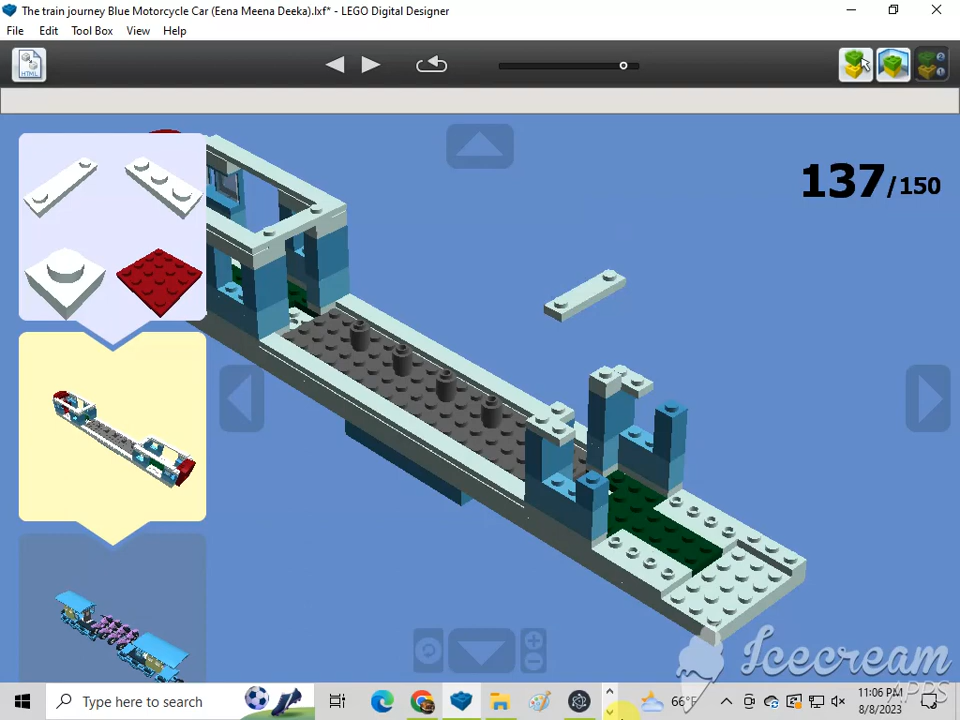 The train journey Blue Motorcycle Car (Eena Meena Deeka).lxf* - LEGO Digital Designer
File Edit Tool Box View Help
HTML
137/150
Icecream
APPS
Type here to search
66°F
11:06 PM
8/8/2023